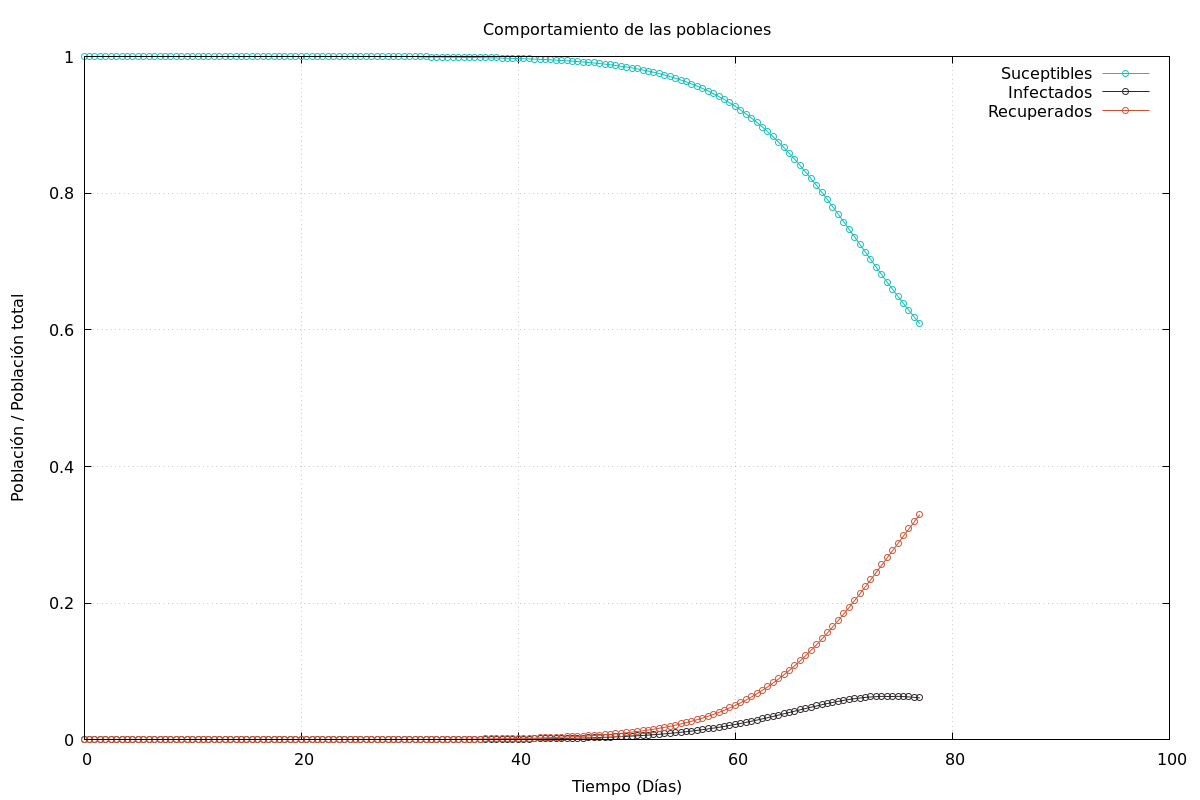 Comportamiento de las poblaciones
Suceptibles
Infectados
Recuperados
1
0.8
0.6
0.4
0.2
0
Población / Población total
0 20 40 60 80 100
Tiempo (Días)